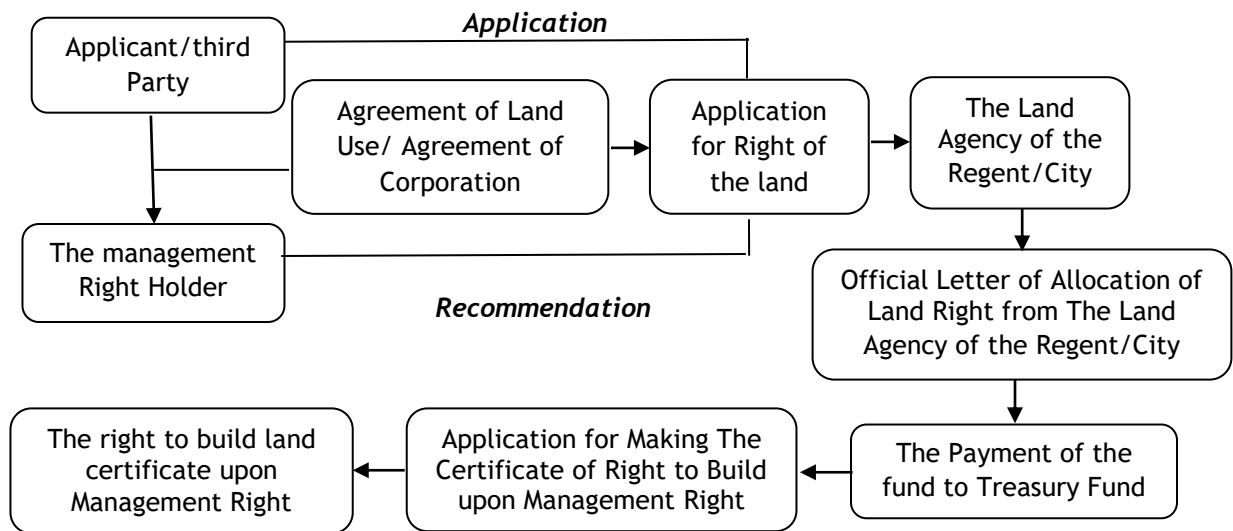 Application
Applicant/third
Party
Agreement of Land
Use/ Agreement of
Corporation
Application
for Right of
the land
The Land
Agency of the
Regent/City
The management
Right Holder
Recommendation
Official Letter of Allocation of
Land Right from The Land
Agency of the Regent/City
The right to build land
certificate upon
Management Right
Application for Making The
Certificate of Right to Build
upon Management Right
The Payment of the
fund to Treasury Fund